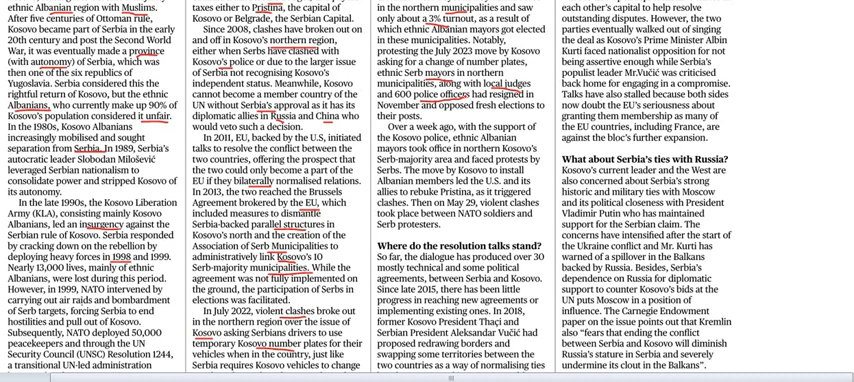 ethnic Albanian region with Muslims.
After five centuries of Ottoman rule,
Kosovo became part of Serbia in the early
20th century and post the Second World
War, it was eventually made a province
(with autonomy) of Serbia, which was
then one of the six republics of
Yugoslavia. Serbia considered this the
rightful return of Kosovo, but the ethnic
Albanians, who currently make up 90% of
Kosovo's population considered it unfair.
In the 1980s, Kosovo Albanians
increasingly mobilised and sought
separation from Serbia. In 1989, Serbia's
autocratic leader Slobodan Milošević
leveraged Serbian nationalism to
consolidate power and stripped Kosovo of
its autonomy.
In the late 1990s, the Kosovo Liberation
Army (KLA), consisting mainly Kosovo
Albanians, led an insurgency against the
Serbian rule of Kosovo. Serbia responded
by cracking down on the rebellion by
deploying heavy forces in 1998 and 1999.
Nearly 13,000 lives, mainly of ethnic
Albanians, were lost during this period.
However, in 1999, NATO intervened by
carrying out air raids and bombardment
of Serb targets, forcing Serbia to end
hostilities and pull out of Kosovo.
Subsequently, NATO deployed 50,000
peacekeepers and through the UN
Security Council (UNSC) Resolution 1244,
a transitional UN-led administration
taxes either to Pristina, the capital of
Kosovo or Belgrade, the Serbian Capital.
Since 2008, clashes have broken out on
and off in Kosovo's northern region,
either when Serbs have clashed with
Kosovo's police or due to the larger issue
of Serbia not recognising Kosovo's
independent status. Meanwhile, Kosovo
cannot become a member country of the
UN without Serbia's approval as it has its
diplomatic allies in Russia and China who
would veto such a decision.
In 2011, EU, backed by the U.S, initiated
talks to resolve the conflict between the
two countries, offering the prospect that
the two could only become a part of the
EU if they bilaterally normalised relations.
In 2013, the two reached the Brussels
Agreement brokered by the EU, which
included measures to dismantle
Serbia-backed parallel structures in
Kosovo's north and the creation of the
Association of Serb Municipalities to
administratively link Kosovo's 10
Serb-majority municipalities. While the
agreement was not fully implemented on
the ground, the participation of Serbs in
elections was facilitated.
In July 2022, violent clashes broke out
in the northern region over the issue of
Kosovo asking Serbians drivers to use
temporary Kosovo number plates for their
vehicles when in the country, just like
Serbia requires Kosovo vehicles to change
in the northern municipalities and saw
only about a 3% turnout, as a result of
which ethnic Albanian mayors got elected
in these municipalities. Notably,
protesting the July 2023 move by Kosovo
asking for a change of number plates,
ethnic Serb mayors in northern
municipalities, along with local judges
and 600 police officers had resigned in
November and opposed fresh elections to
their posts.
Over a week ago, with the support of
the Kosovo police, ethnic Albanian
mayors took office in northern Kosovo's
Serb-majority area and faced protests by
Serbs. The move by Kosovo to install
Albanian members led the U.S. and its
allies to rebuke Pristina, as it triggered
clashes. Then on May 29, violent clashes
took place between NATO soldiers and
Serb protesters.
Where do the resolution talks stand?
So far, the dialogue has produced over 30
mostly technical and some political
agreements, between Serbia and Kosovo.
Since late 2015, there has been little
progress in reaching new agreements or
implementing existing ones. In 2018,
former Kosovo President Thaçi and
Serbian President Aleksandar Vučić had
proposed redrawing borders and
swapping some territories between the
two countries as a way of normalising ties
each other's capital to help resolve
outstanding disputes. However, the two
parties eventually walked out of singing
the deal as Kosovo's Prime Minister Albin
Kurti faced nationalist opposition for not
being assertive enough while Serbia's
populist leader Mr.Vučić was criticised
back home for engaging in a compromise.
Talks have also stalled because both sides
now doubt the EU's seriousness about
granting them membership as many of
the EU countries, including France, are
against the bloc's further expansion.
What about Serbia's ties with Russia?
Kosovo's current leader and the West are
also concerned about Serbia's strong
historic and military ties with Moscow
and its political closeness with President
Vladimir Putin who has maintained
support for the Serbian claim. The
concerns have intensified after the start of
the Ukraine conflict and Mr. Kurti has
warned of a spillover in the Balkans
backed by Russia. Besides, Serbia's
dependence on Russia for diplomatic
support to counter Kosovo's bids at the
UN puts Moscow in a position of
influence. The Carnegie Endowment
paper on the issue points out that Kremlin
also “fears that ending the conflict
between Serbia and Kosovo will diminish
Russia's stature in Serbia and severely
undermine its clout in the Balkans”.